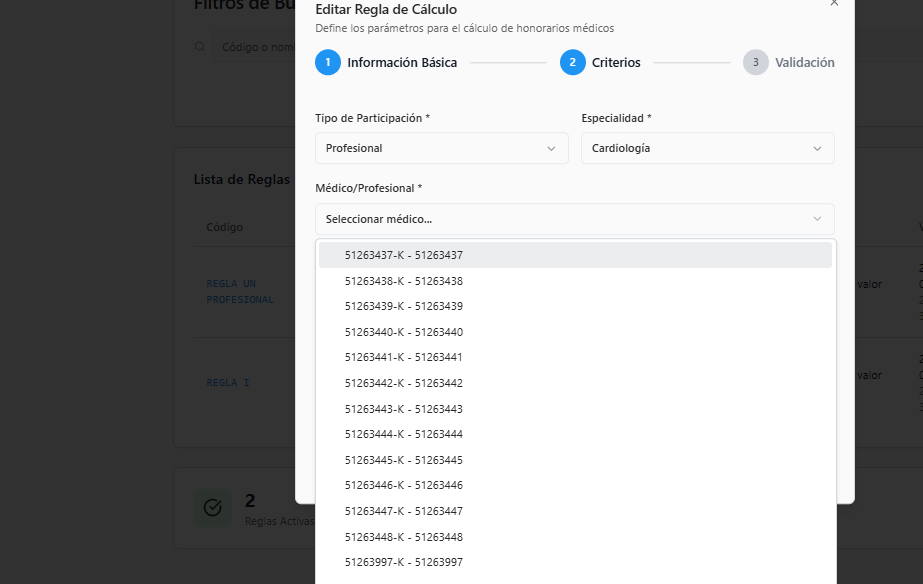 Filtros de Bú
Código o nom
Lista de Reglas
Código
REGLA UN
PROFESIONAL
REGLA I
2
Reglas Activas
valor
valor
Editar Regla de Cálculo
Define los parámetros para el cálculo de honorarios médicos
1 Información Básica
2 Criterios
3 Validación
Tipo de Participación *
Especialidad *
Profesional
Cardiología
Médico/Profesional *
Seleccionar médico...
51263437-K - 51263437
51263438-K - 51263438
51263439-K - 51263439
51263440-K - 51263440
51263441-K - 51263441
51263442-K - 51263442
51263443-K - 51263443
51263444-K - 51263444
51263445-K - 51263445
51263446-K - 51263446
51263447-K - 51263447
51263448-K - 51263448
51263997-K - 51263997